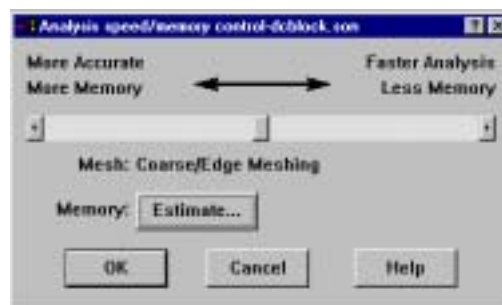 Analysis speed/memory control-dcblock.son
More Accurate Faster Analysis
More Memory Less Memory
Mesh: Coarse/Edge Meshing
Memory: Estimate...
OK Cancel Help